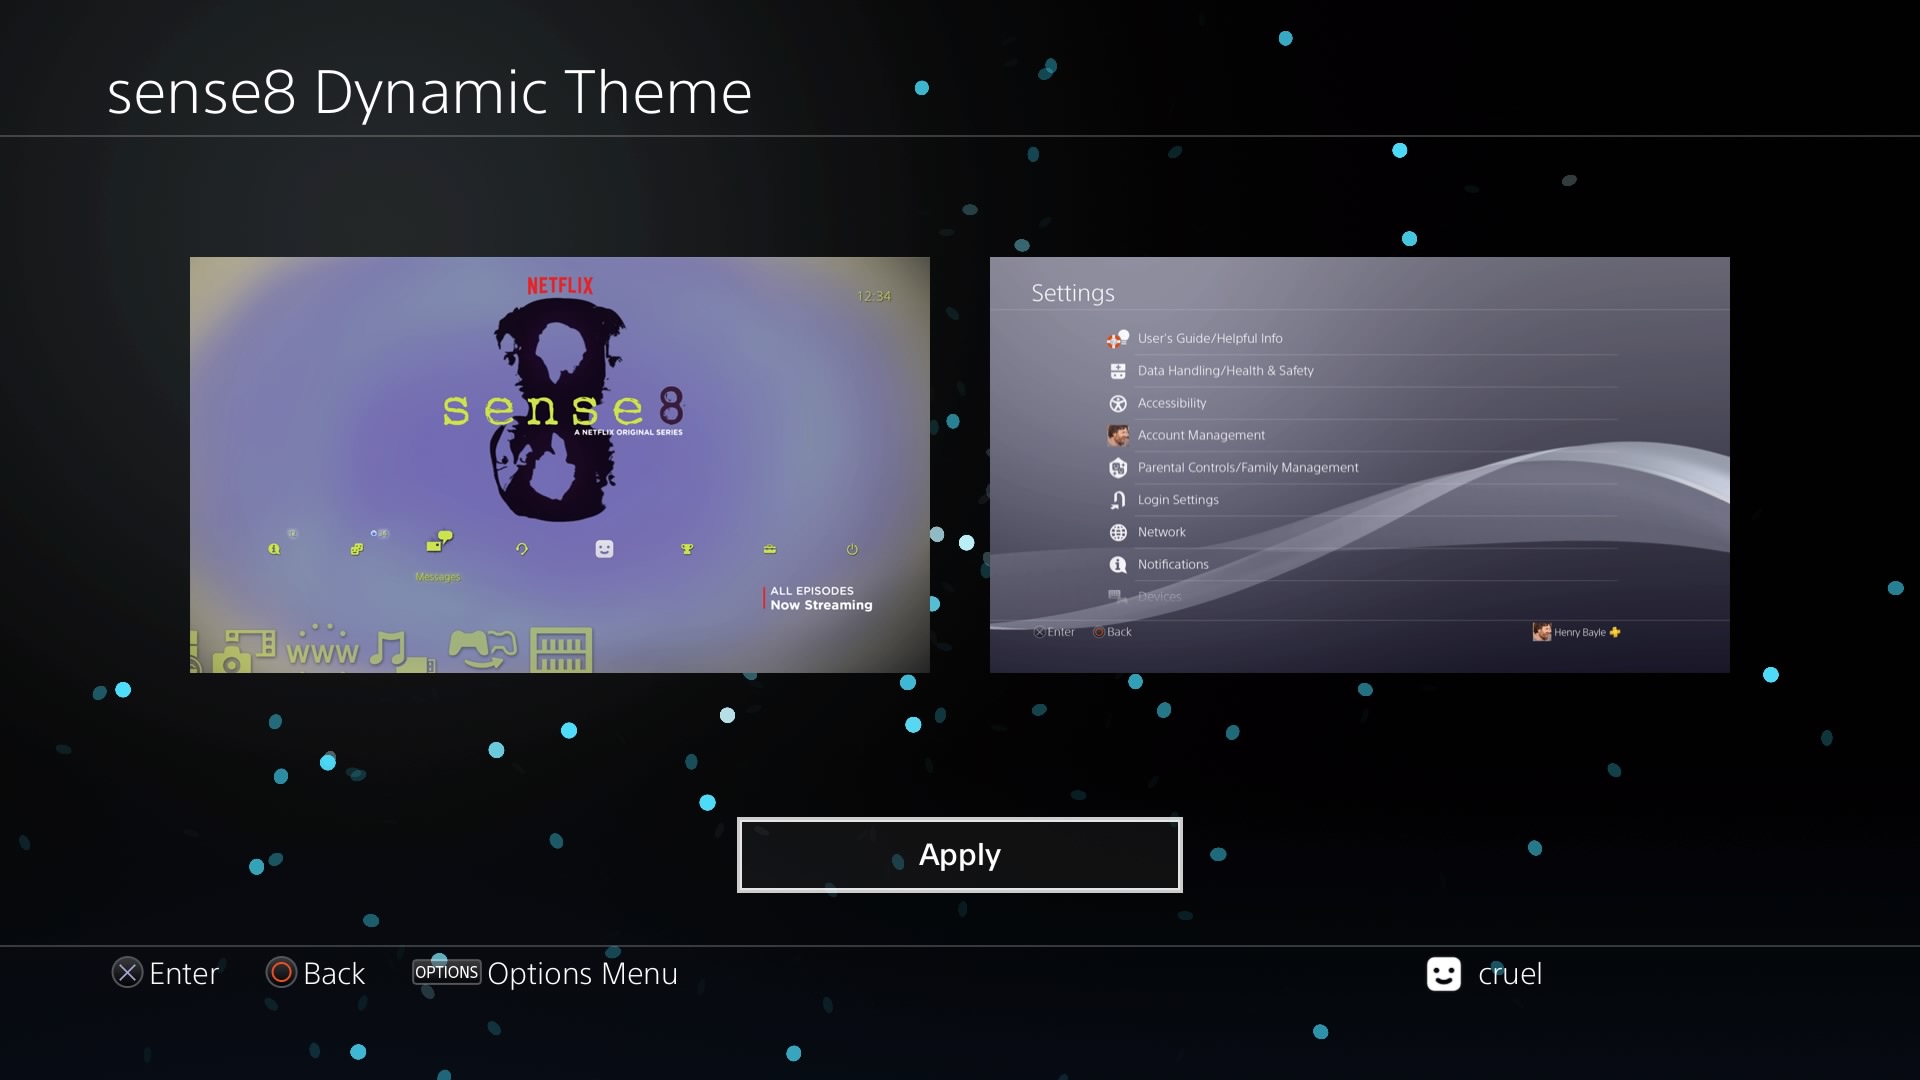 sense8 Dynamic Theme
NETFLIX
12:34
sense8
A NETFLIX ORIGINAL SERIES
Messages
ALL EPISODES
Now Streaming
www
Settings
User's Guide/Helpful Info
Data Handling/Health & Safety
Accessibility
Account Management
Parental Controls/Family Management
Login Settings
Network
Notifications
Devices
Enter
Back
Henry Bayle
Apply
Enter
Back
OPTIONS Options Menu
cruel